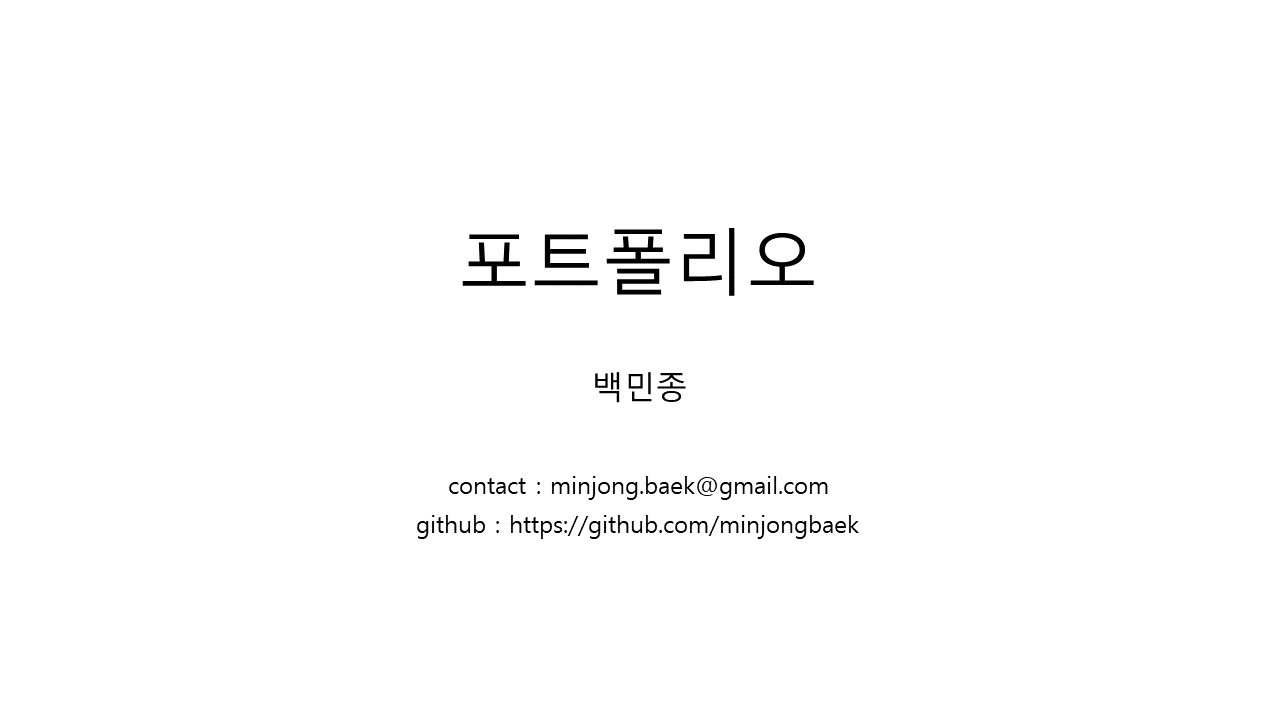 포트폴리오
백민종
contact : minjong.baek@gmail.com
github : https://github.com/minjongbaek